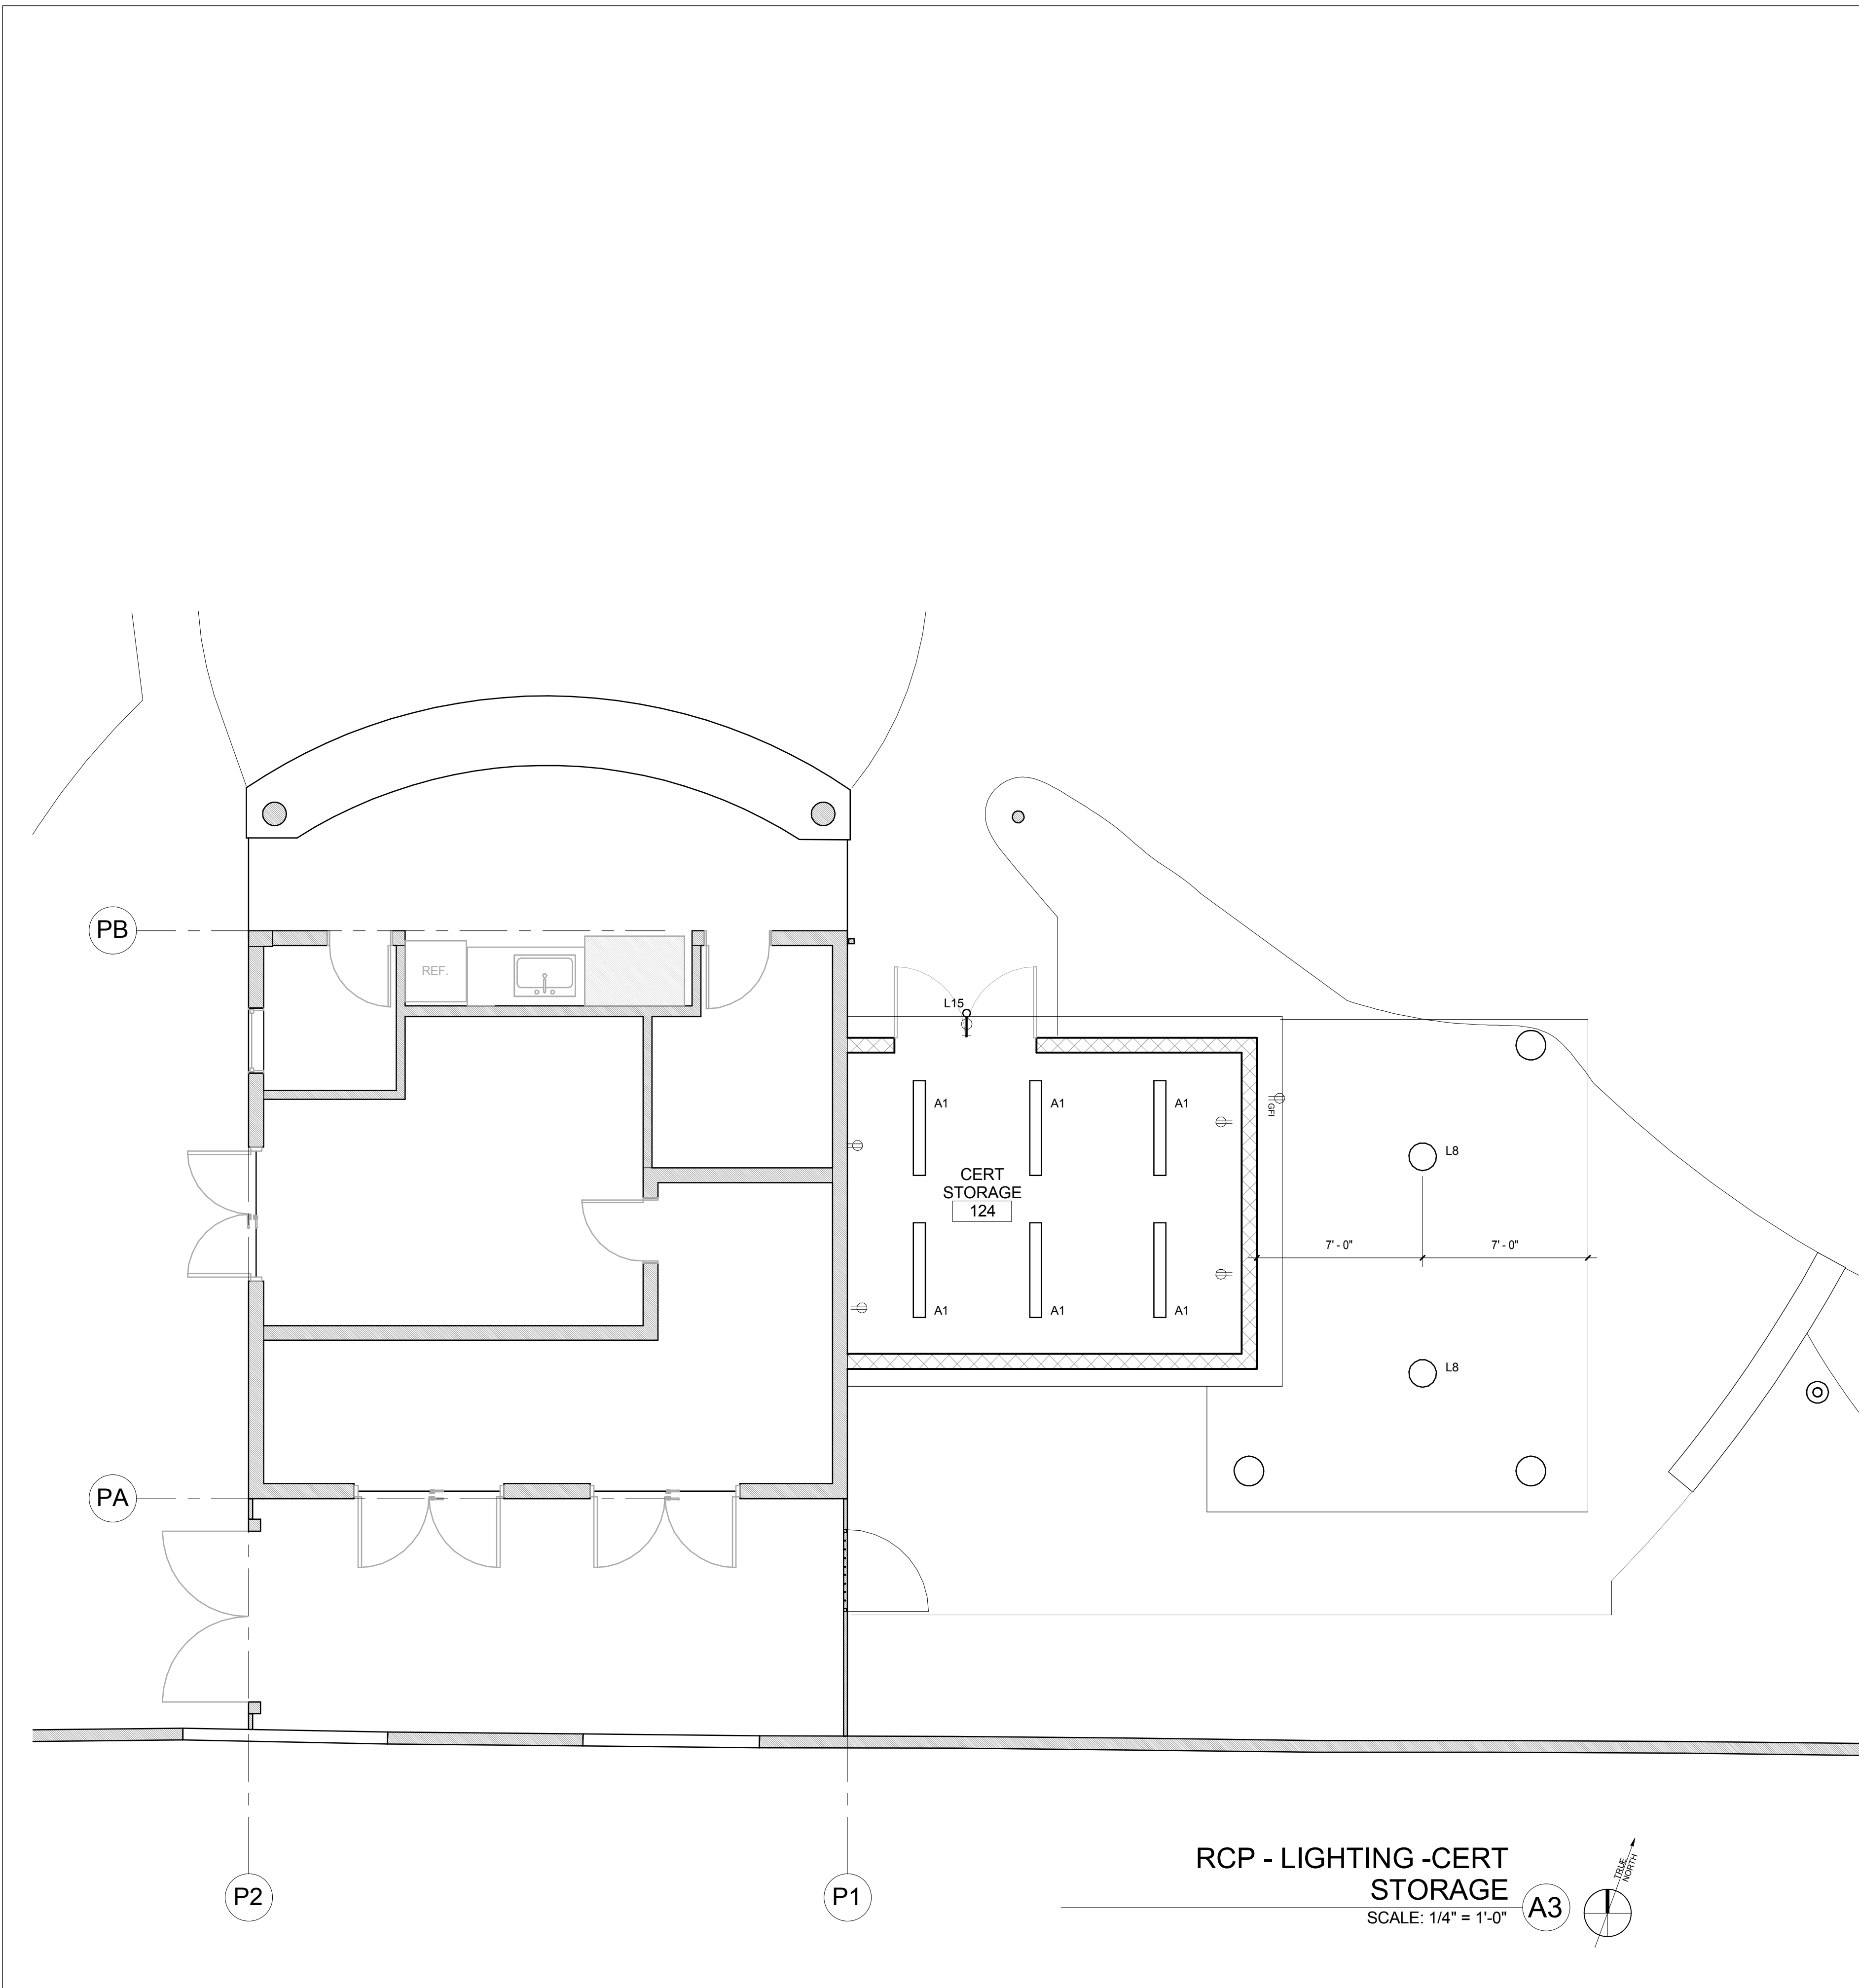 PB
REF.
L15
A1
A1
A1
GFI
L8
CERT
STORAGE
124
7' - 0"
7' - 0"
A1
A1
A1
L8
PA
RCP - LIGHTING -CERT
STORAGE
SCALE: 1/4" = 1'-0"
A3
TRUE
NORTH
P2
P1